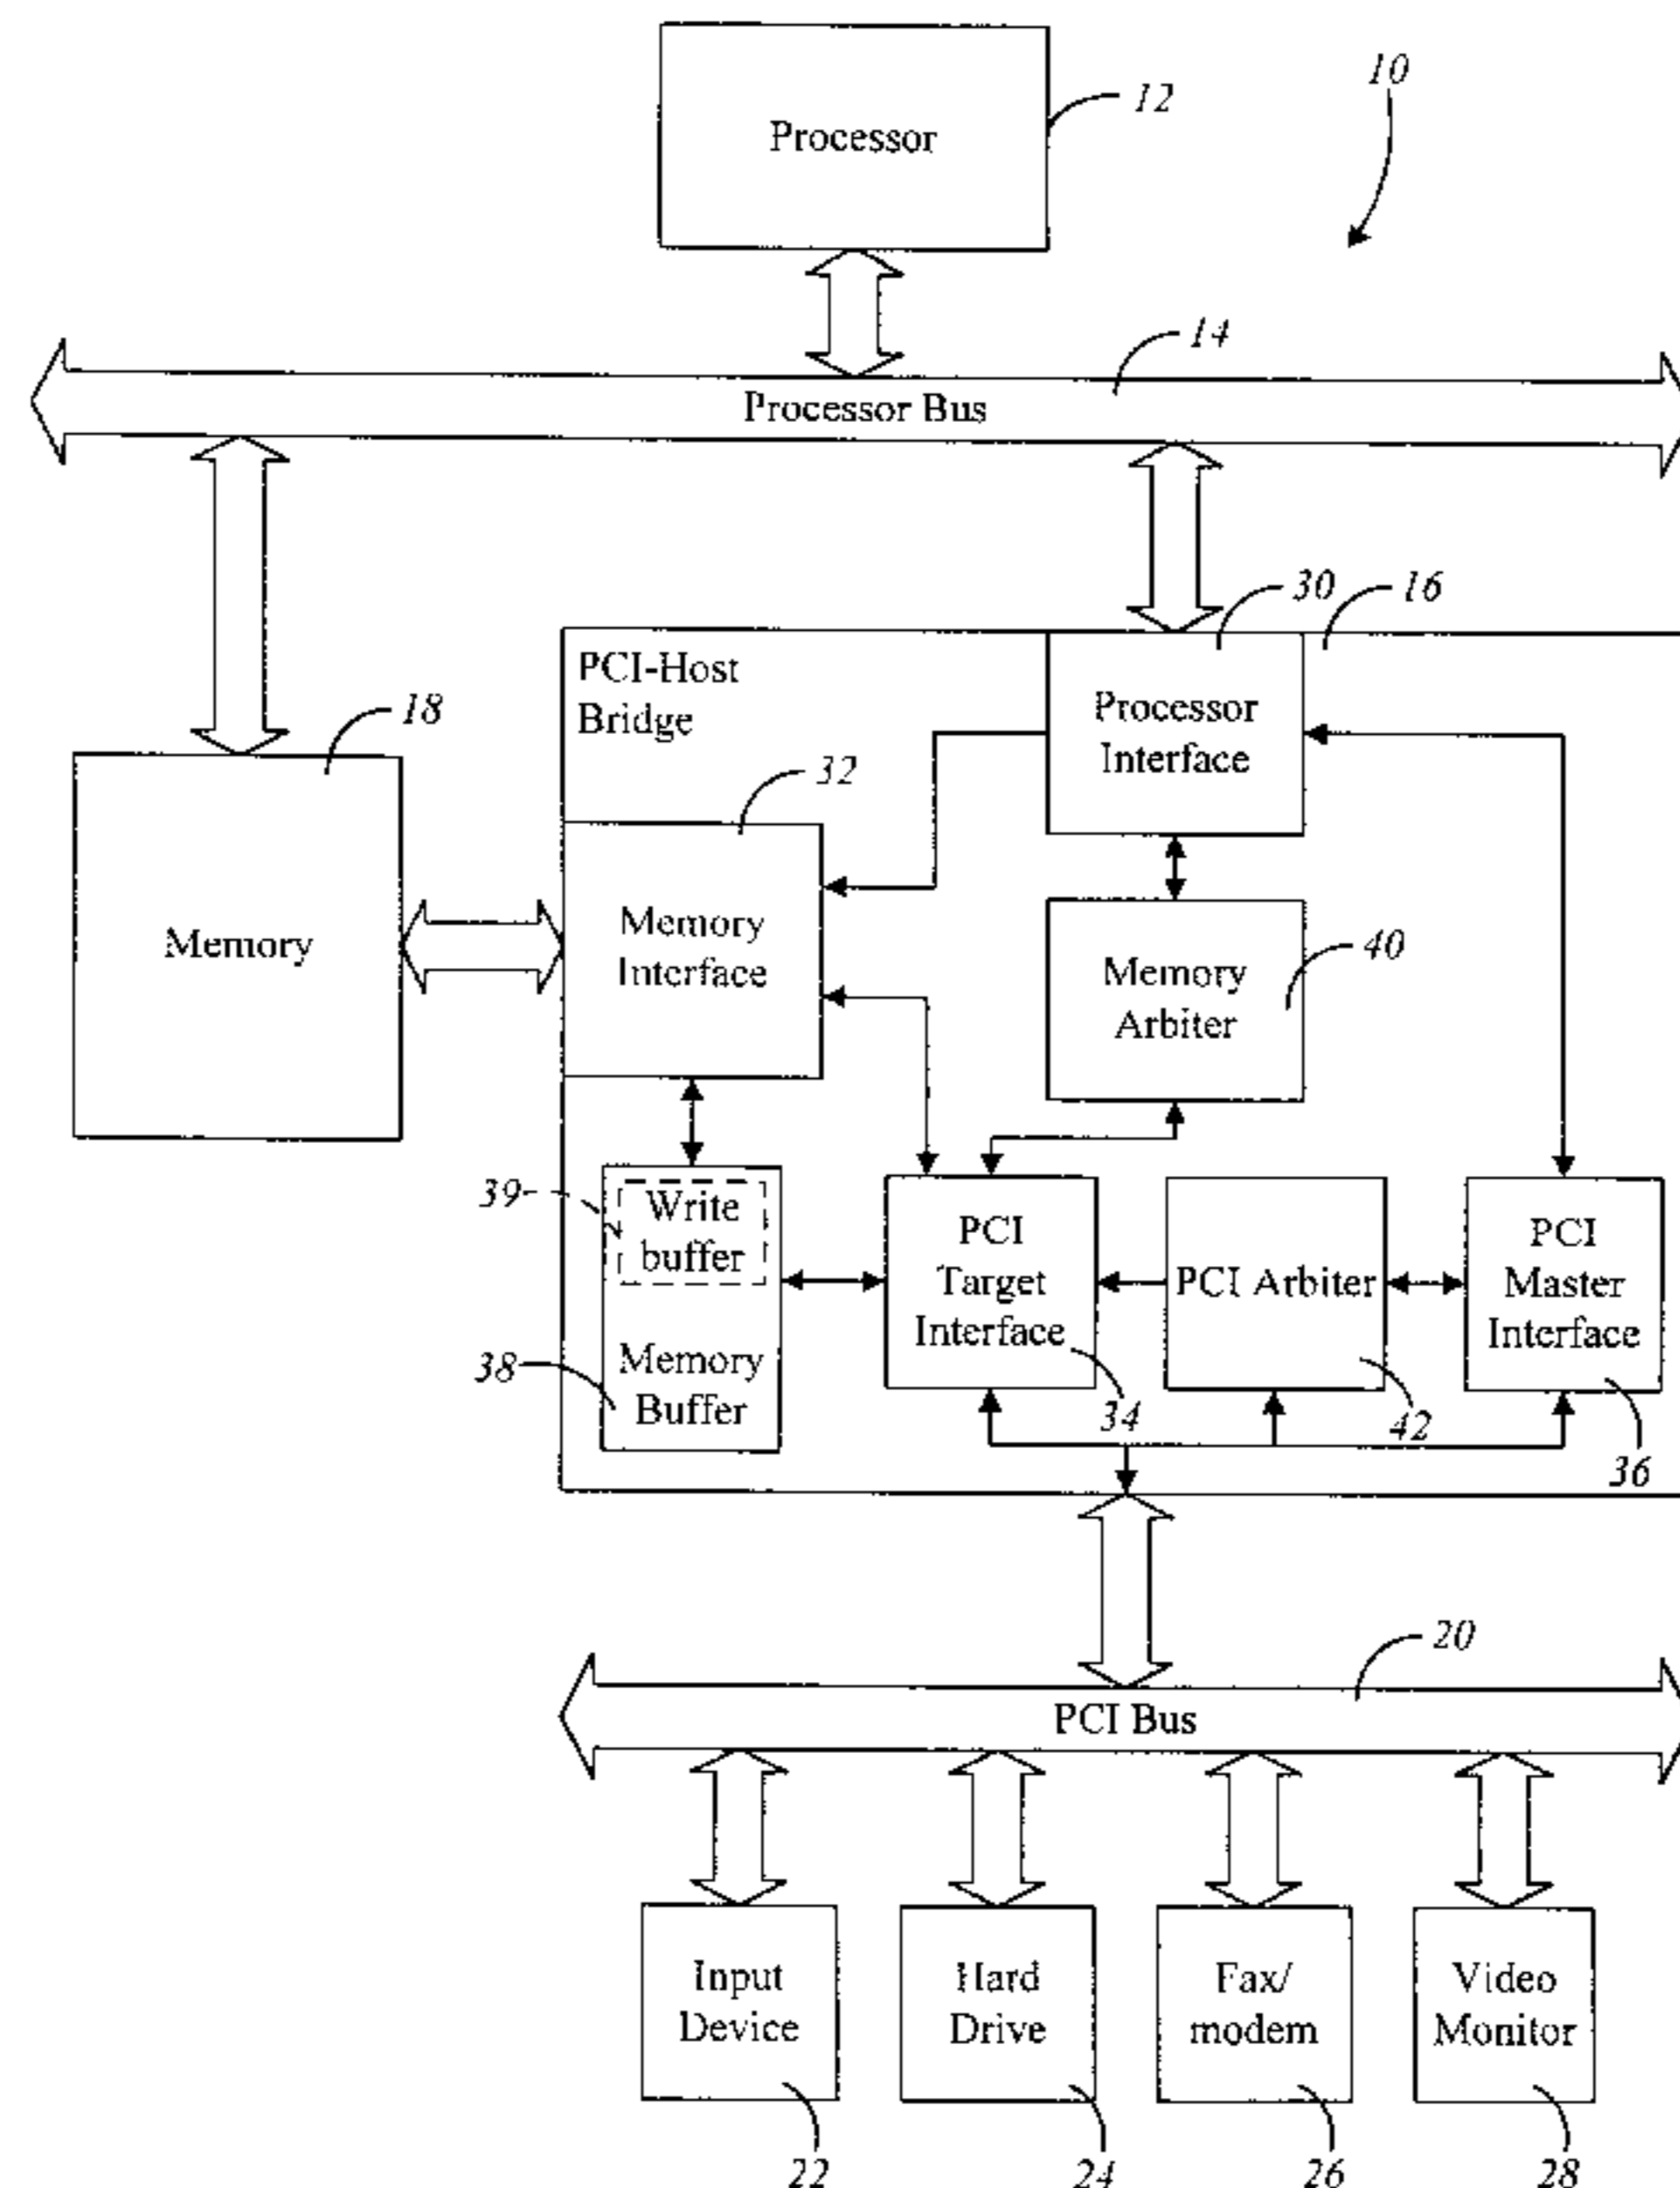 10
12
Processor
14
Processor Bus
30
16
PCI-Host
Bridge
Processor
Interface
18
32
Memory
Memory
Interface
Memory
Arbiter
40
39
Write
buffer
Memory
Buffer
38
PCI
Target
Interface
34
PCI Arbiter
42
PCI
Master
Interface
36
20
PCI Bus
Input
Device
Hard
Drive
Fax/
modem
Video
Monitor
22
24
26
28